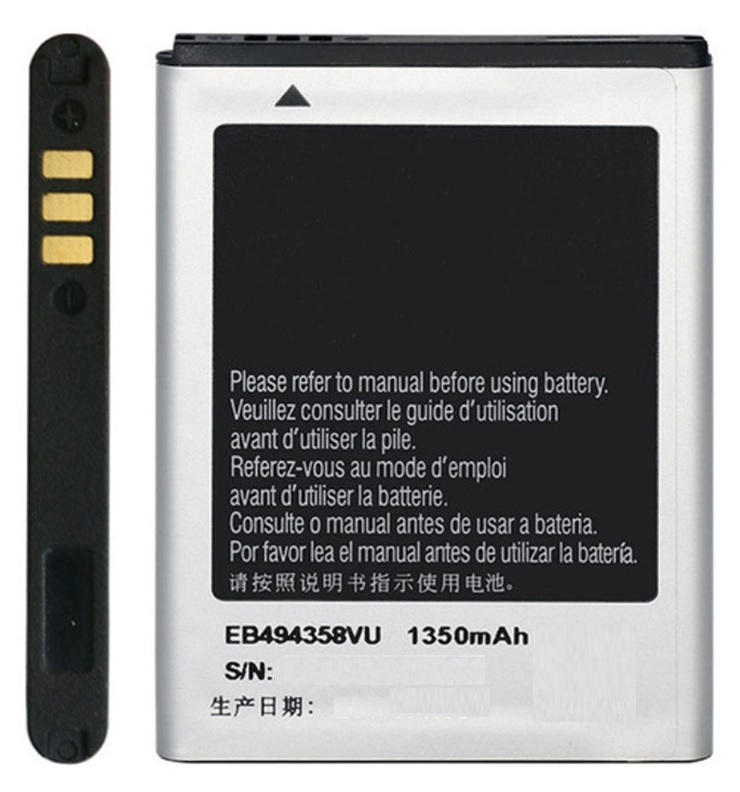 Please refer to manual before using battery.
Veuillez consulter le guide d'utilisation
avant d'utiliser la pile.
Referez-vous au mode d'emploi
avant d'utiliser la batterie.
Consulte o manual antes de usar a bateria.
Por favor lea el manual antes de utilizar la batería.
请按照说明书指示使用电池。
EB494358VU 1350mAh
S/N:
生产日期: